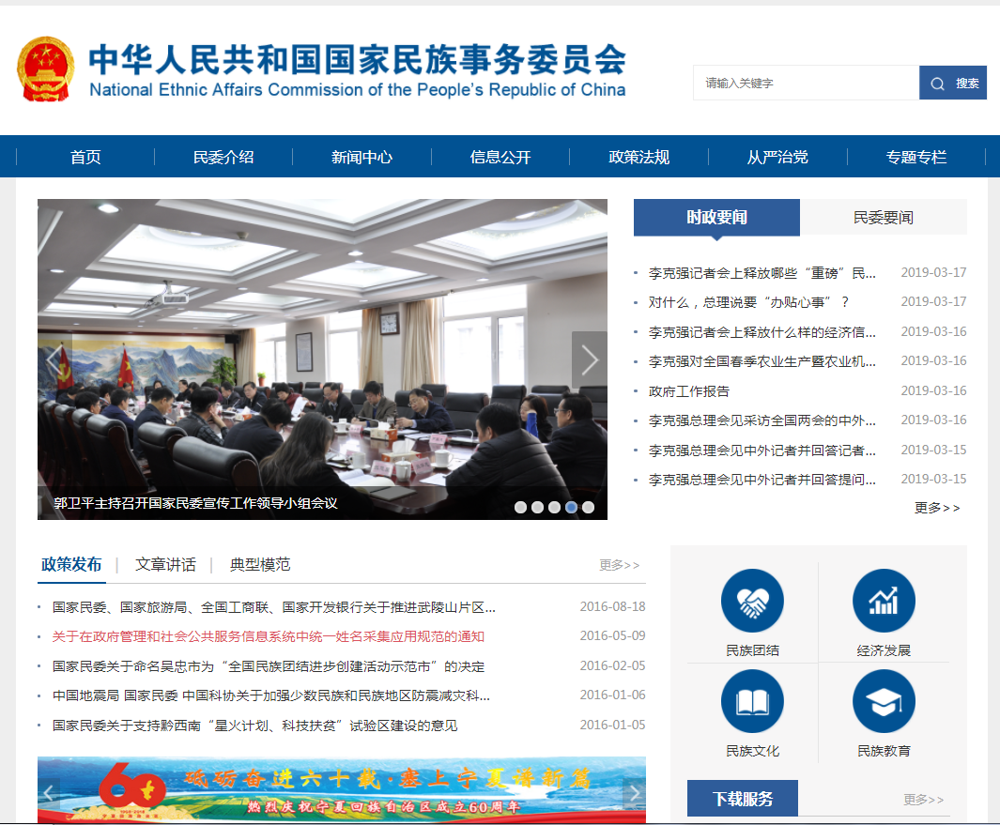 中华人民共和国国家民族事务委员会
National Ethnic Affairs Commission of the People's Republic of China
请输入关键字
搜索
首页 民委介绍 新闻中心 信息公开 政策法规 从严治党 专题专栏
郭卫平主持召开国家民委宣传工作领导小组会议
时政要闻 民委要闻
李克强记者会上释放哪些“重磅”民... 2019-03-17
对什么，总理说要“办贴心事”？ 2019-03-17
李克强记者会上释放什么样的经济信... 2019-03-16
李克强对全国春季农业生产暨农业机... 2019-03-16
政府工作报告 2019-03-16
李克强总理会见采访全国两会的中外... 2019-03-16
李克强总理会见中外记者并回答记者... 2019-03-15
李克强总理会见中外记者并回答提问... 2019-03-15
更多>>
政策发布 | 文章讲话 | 典型模范 更多>>
国家民委、国家旅游局、全国工商联、国家开发银行关于推进武陵山片区... 2016-08-18
关于在政府管理和社会公共服务信息系统中统一姓名采集应用规范的通知 2016-05-09
国家民委关于命名吴忠市为“全国民族团结进步创建活动示范市”的决定 2016-02-05
中国地震局 国家民委 中国科协关于加强少数民族和民族地区防震减灾科... 2016-01-06
国家民委关于支持黔西南“星火计划、科技扶贫”试验区建设的意见 2016-01-05
民族团结 经济发展
民族文化 民族教育
60
1958-2018
砥砺奋进六十载·塞上宁夏谱新篇
热烈庆祝宁夏回族自治区成立60周年
下载服务 更多>>